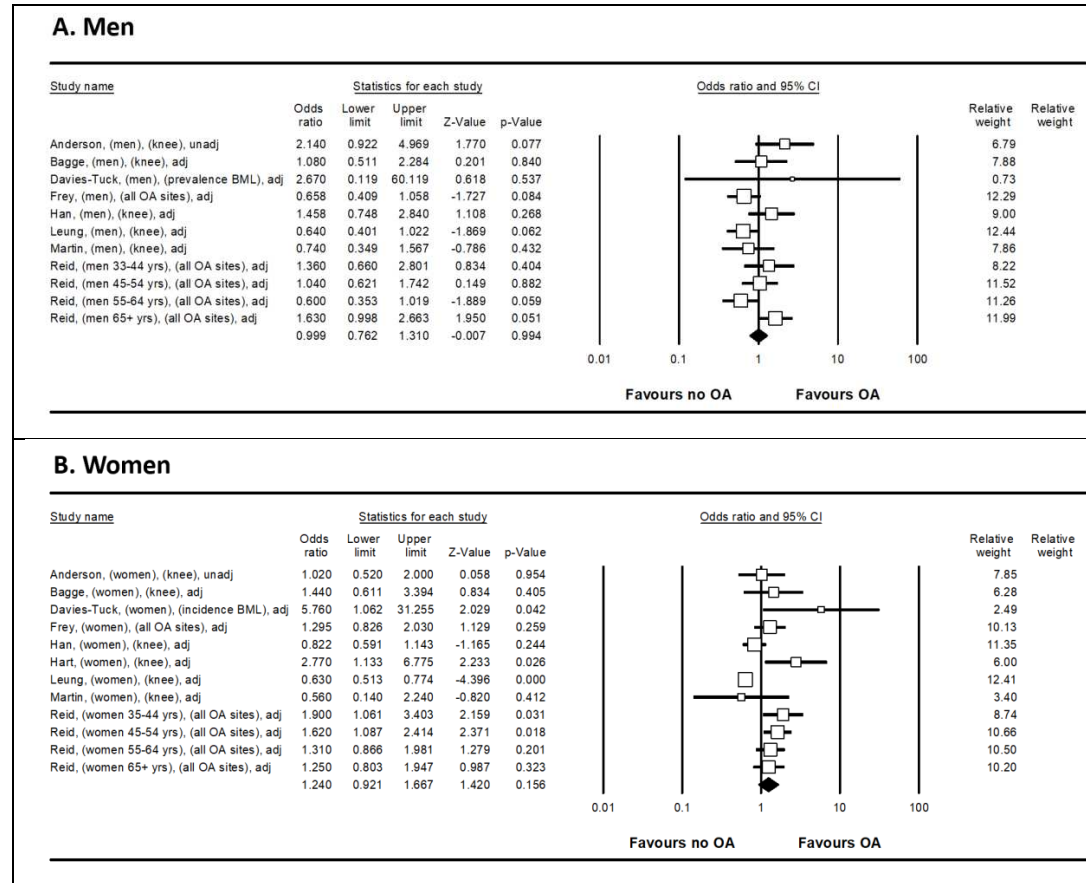 A. Men
Study name Statistics for each study Odds ratio and 95% CI
Odds Lower Upper Relative Relative
ratio limit limit Z-Value p-Value weight weight
Anderson, (men), (knee), unadj 2.140 0.922 4.969 1.770 0.077 6.79
Bagge, (men), (knee), adj 1.080 0.511 2.284 0.201 0.840 7.88
Davies-Tuck, (men), (prevalence BML), adj 2.670 0.119 60.119 0.618 0.537 0.73
Frey, (men), (all OA sites), adj 0.658 0.409 1.058 -1.727 0.084 12.29
Han, (men), (knee), adj 1.458 0.748 2.840 1.108 0.268 9.00
Leung, (men), (knee), adj 0.640 0.401 1.022 -1.869 0.062 12.44
Martin, (men), (knee), adj 0.740 0.349 1.567 -0.786 0.432 7.86
Reid, (men 33-44 yrs), (all OA sites), adj 1.360 0.660 2.801 0.834 0.404 8.22
Reid, (men 45-54 yrs), (all OA sites), adj 1.040 0.621 1.742 0.149 0.882 11.52
Reid, (men 55-64 yrs), (all OA sites), adj 0.600 0.353 1.019 -1.889 0.059 11.26
Reid, (men 65+ yrs), (all OA sites), adj 1.630 0.998 2.663 1.950 0.051 11.99
0.999 0.762 1.310 -0.007 0.994
0.01 0.1 1 10 100
Favours no OA Favours OA
B. Women
Study name Statistics for each study Odds ratio and 95% CI
Odds Lower Upper Relative Relative
ratio limit limit Z-Value p-Value weight weight
Anderson, (women), (knee), unadj 1.020 0.520 2.000 0.058 0.954 7.85
Bagge, (women), (knee), adj 1.440 0.611 3.394 0.834 0.405 6.28
Davies-Tuck, (women), (incidence BML), adj 5.760 1.062 31.255 2.029 0.042 2.49
Frey, (women), (all OA sites), adj 1.295 0.826 2.030 1.129 0.259 10.13
Han, (women), (knee), adj 0.822 0.591 1.143 -1.165 0.244 11.35
Hart, (women), (knee), adj 2.770 1.133 6.775 2.233 0.026 6.00
Leung, (women), (knee), adj 0.630 0.513 0.774 -4.396 0.000 12.41
Martin, (women), (knee), adj 0.560 0.140 2.240 -0.820 0.412 3.40
Reid, (women 35-44 yrs), (all OA sites), adj 1.900 1.061 3.403 2.159 0.031 8.74
Reid, (women 45-54 yrs), (all OA sites), adj 1.620 1.087 2.414 2.371 0.018 10.66
Reid, (women 55-64 yrs), (all OA sites), adj 1.310 0.866 1.981 1.279 0.201 10.50
Reid, (women 65+ yrs), (all OA sites), adj 1.250 0.803 1.947 0.987 0.323 10.20
1.240 0.921 1.667 1.420 0.156
0.01 0.1 1 10 100
Favours no OA Favours OA